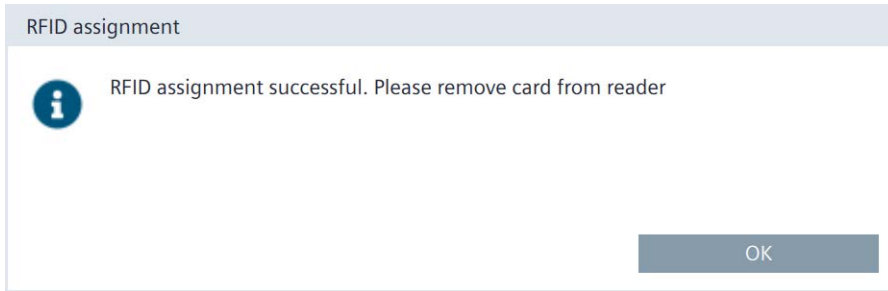 RFID assignment
RFID assignment successful. Please remove card from reader
OK